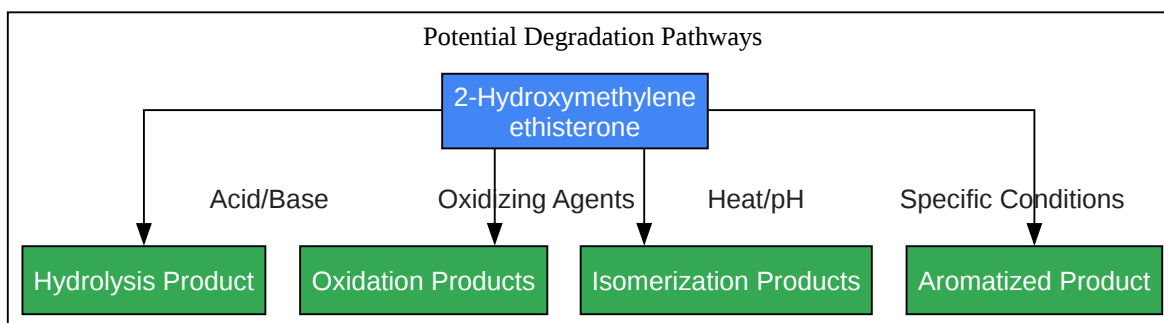 Potential Degradation Pathways
2-Hydroxymethylene
ethisterone
Acid/Base
Oxidizing Agents
Heat/pH
Specific Conditions
Hydrolysis Product
Oxidation Products
Isomerization Products
Aromatized Product